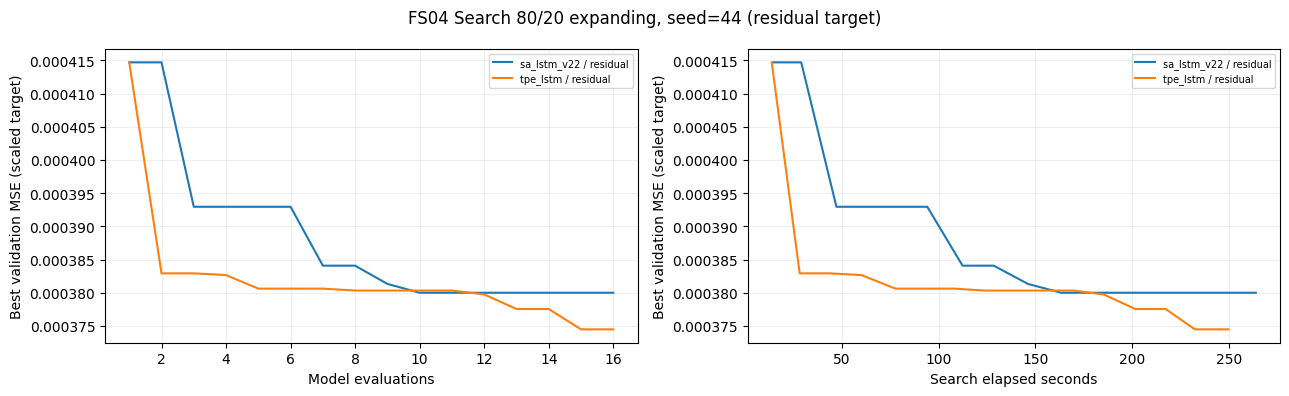 FS04 Search 80/20 expanding, seed=44 (residual target)
Best validation MSE (scaled target)
0.000415
0.000410
0.000405
0.000400
0.000395
0.000390
0.000385
0.000380
0.000375
sa_lstm_v22 / residual
tpe_lstm / residual
2 4 6 8 10 12 14 16
Model evaluations
Best validation MSE (scaled target)
0.000415
0.000410
0.000405
0.000400
0.000395
0.000390
0.000385
0.000380
0.000375
sa_lstm_v22 / residual
tpe_lstm / residual
50 100 150 200 250
Search elapsed seconds